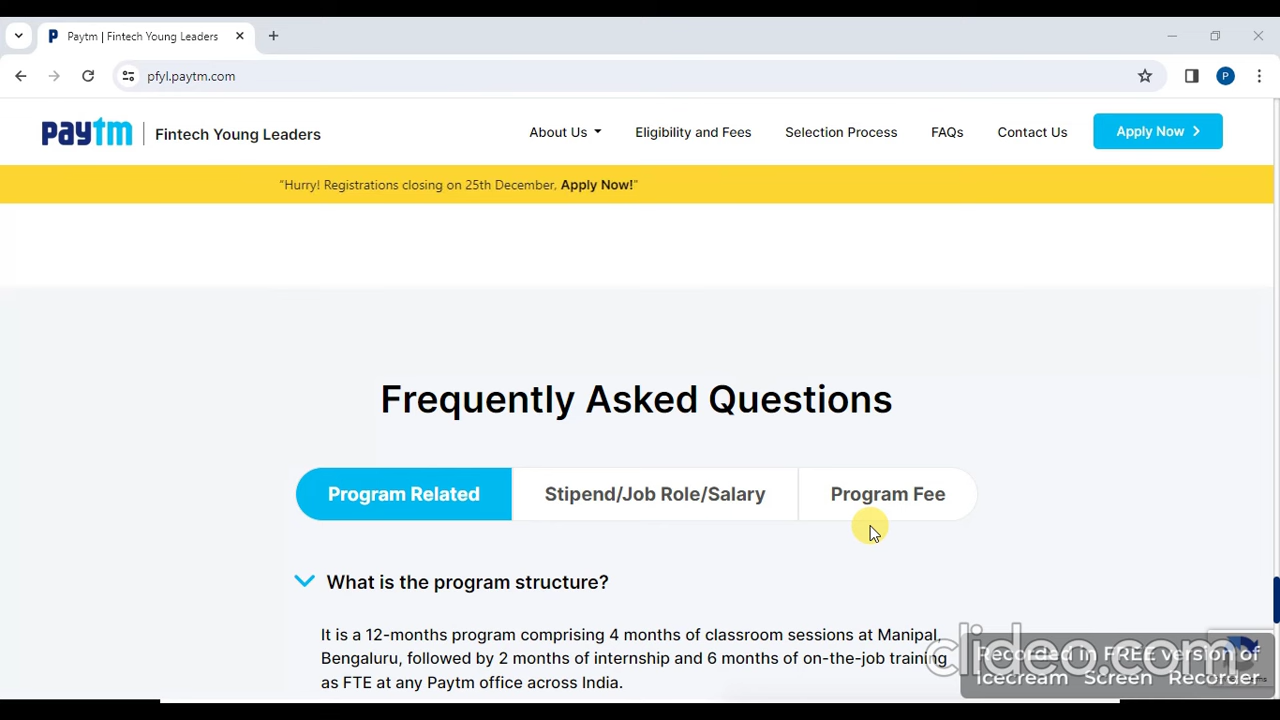 Paytm | Fintech Young Leaders
pfyl.paytm.com
P
paytm
Fintech Young Leaders
About Us
Eligibility and Fees
Selection Process
FAQs
Contact Us
Apply Now
"Hurry! Registrations closing on 25th December, Apply Now!"
Frequently Asked Questions
Program Related
Stipend/Job Role/Salary
Program Fee
What is the program structure?
It is a 12-months program comprising 4 months of classroom sessions at Manipal,
Bengaluru, followed by 2 months of internship and 6 months of on-the-job training
as FTE at any Paytm office across India.
clideo.com
Recorded in FREE version of
Icecream Screen Recorder